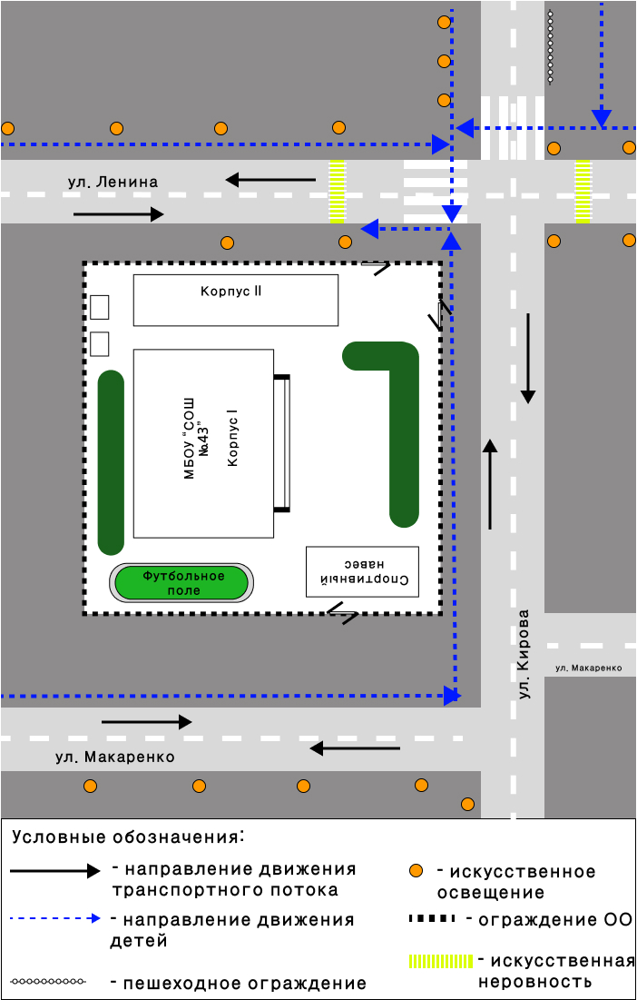 ул. Ленина
Корпус II
МБОУ “СОШ
№43”
Корпус I
Футбольное
поле
Спортивный
навес
ул. Кирова
ул. Макаренко
ул. Макаренко
Условные обозначения:
- направление движения
транспортного потока
- направление движения
детей
- пешеходное ограждение
- искусственное
освещение
- ограждение ОО
- искусственная
неровность